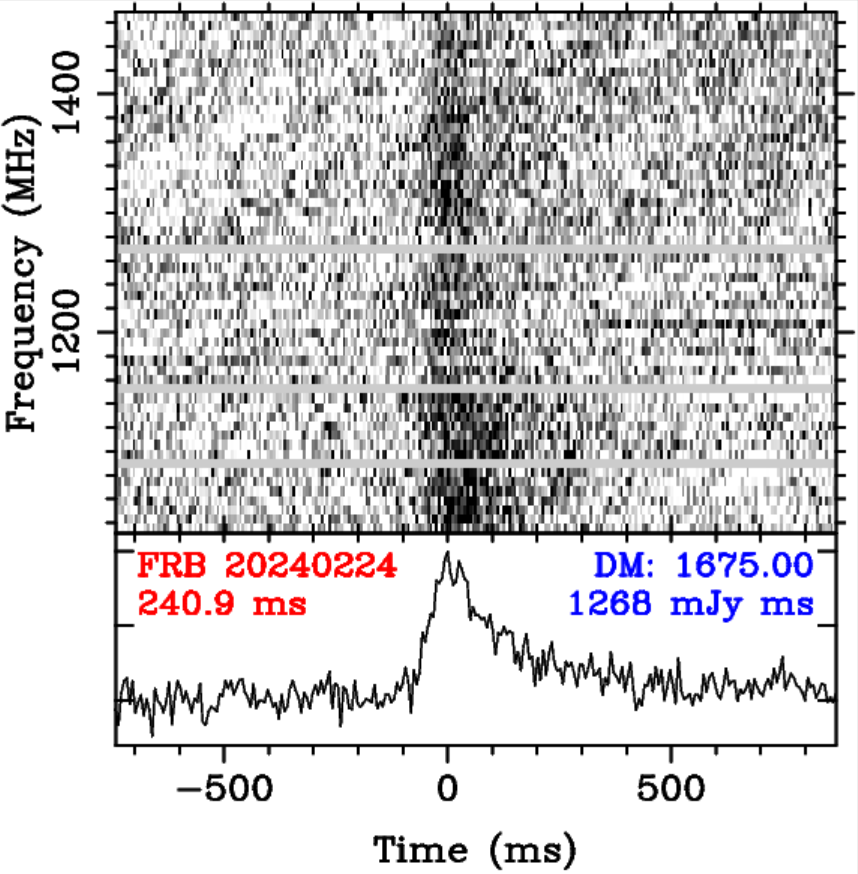 Frequency (MHz)
1400
1200
FRB 20240224 DM: 1675.00
240.9 ms 1268 mJy ms
−500 0 500
Time (ms)